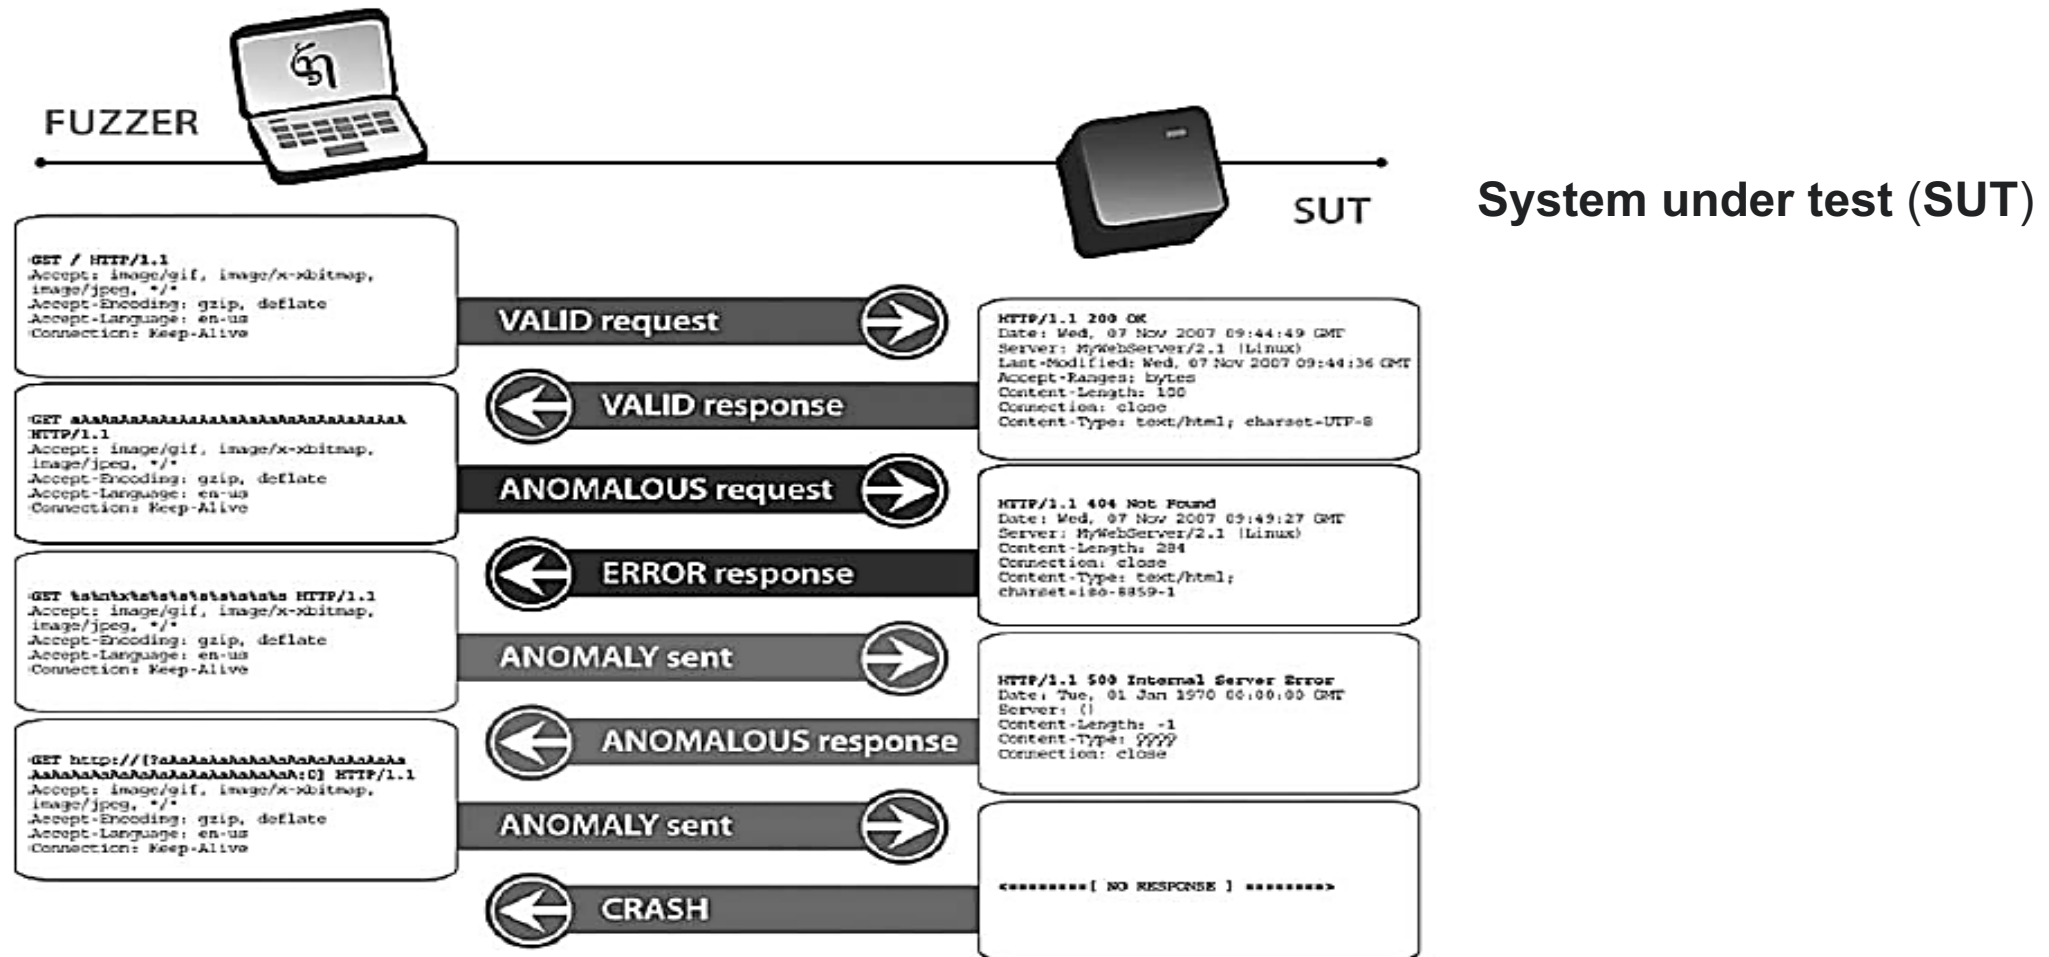 FUZZER
SUT
System under test (SUT)
GET / HTTP/1.1
Accept: image/gif, image/x-xbitmap,
image/jpeg, */*
Accept-Encoding: gzip, deflate
Accept-Language: en-us
Connection: Keep-Alive
VALID request
HTTP/1.1 200 OK
Date: Wed, 07 Nov 2007 09:44:49 GMT
Server: MyWebServer/2.1 (Linux)
Last-Modified: Wed, 07 Nov 2007 09:44:36 GMT
Accept-Ranges: bytes
Content-Length: 100
Connection: close
Content-Type: text/html; charset=UTF-8
VALID response
GET
HTTP/1.1
Accept: image/gif, image/x-xbitmap,
image/jpeg, */*
Accept-Encoding: gzip, deflate
Accept-Language: en-us
Connection: Keep-Alive
ANOMALOUS request
HTTP/1.1 404 Not Found
Date: Wed, 07 Nov 2007 09:49:27 GMT
Server: MyWebServer/2.1 (Linux)
Content-Length: 284
Connection: close
Content-Type: text/html;
charset=iso-8859-1
ERROR response
GET %s%n%x%s%s%s%s%s%s%s HTTP/1.1
Accept: image/gif, image/x-xbitmap,
image/jpeg, */*
Accept-Encoding: gzip, deflate
Accept-Language: en-us
Connection: Keep-Alive
ANOMALY sent
HTTP/1.1 500 Internal Server Error
Date: Tue, 01 Jan 1970 00:00:00 GMT
Server: ()
Content-Length: -1
Content-Type: 9999
Connection: close
ANOMALOUS response
GET
HTTP/1.1
Accept: image/gif, image/x-xbitmap,
image/jpeg, */*
Accept-Encoding: gzip, deflate
Accept-Language: en-us
Connection: Keep-Alive
ANOMALY sent
[ NO RESPONSE ]
CRASH